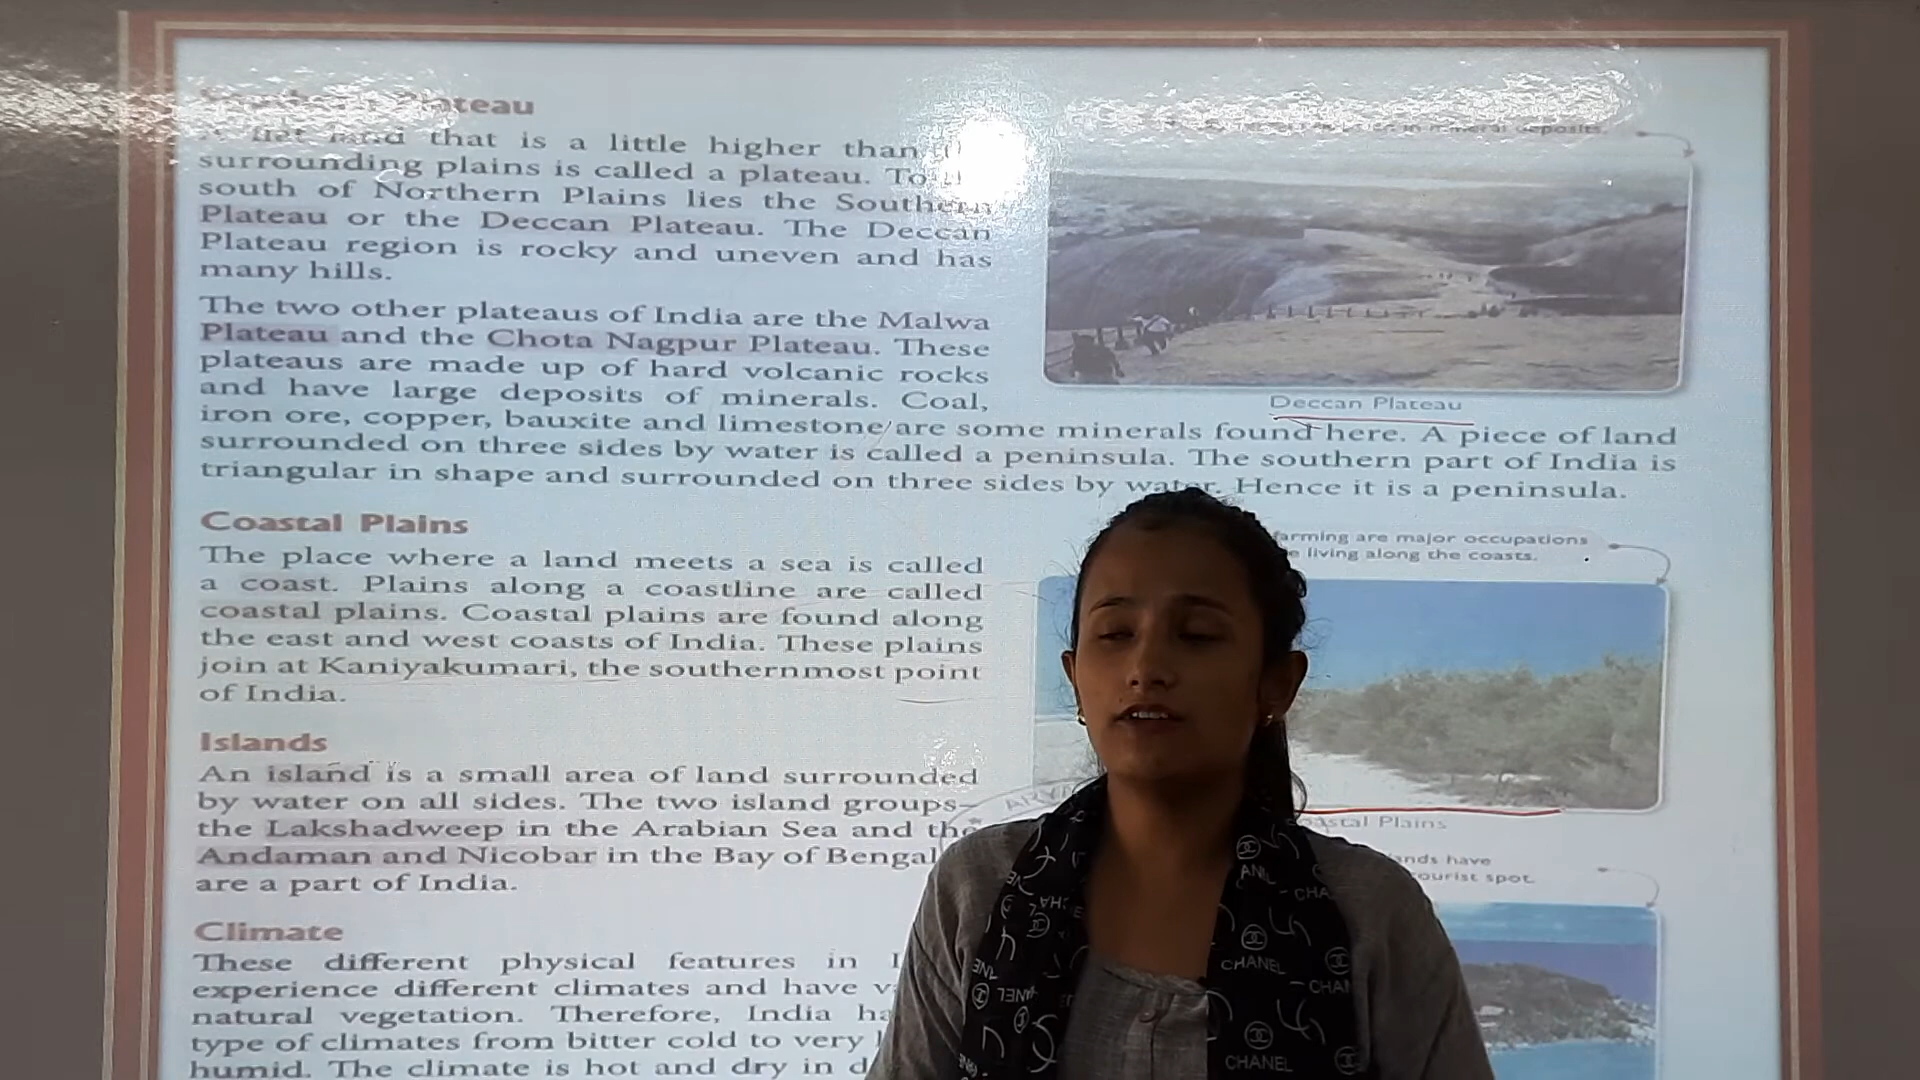 Plateau
flat land that is a little higher than
surrounding plains is called a plateau. To
south of Northern Plains lies the Southern
Plateau or the Deccan Plateau. The Deccan
Plateau region is rocky and uneven and has
many hills.
The two other plateaus of India are the Malwa
Plateau and the Chota Nagpur Plateau. These
plateaus are made up of hard volcanic rocks
and have large deposits of minerals. Coal,
iron ore, copper, bauxite and limestone are some minerals found here. A piece of land
surrounded on three sides by water is called a peninsula. The southern part of India is
triangular in shape and surrounded on three sides by water. Hence it is a peninsula.
in mineral deposits.
Deccan Plateau
Coastal Plains
The place where a land meets a sea is called
a coast. Plains along a coastline are called
coastal plains. Coastal plains are found along
the east and west coasts of India. These plains
join at Kaniyakumari, the southernmost point
of India.
farming are major occupations
living along the coasts.
Coastal Plains
Islands
An island is a small area of land surrounded
by water on all sides. The two island groups–
the Lakshadweep in the Arabian Sea and the
Andaman and Nicobar in the Bay of Bengal
are a part of India.
have
tourist spot.
Climate
These different physical features in
experience different climates and have
natural vegetation. Therefore, India
type of climates from bitter cold to very
humid. The climate is hot and dry in
CHANEL
CHANEL